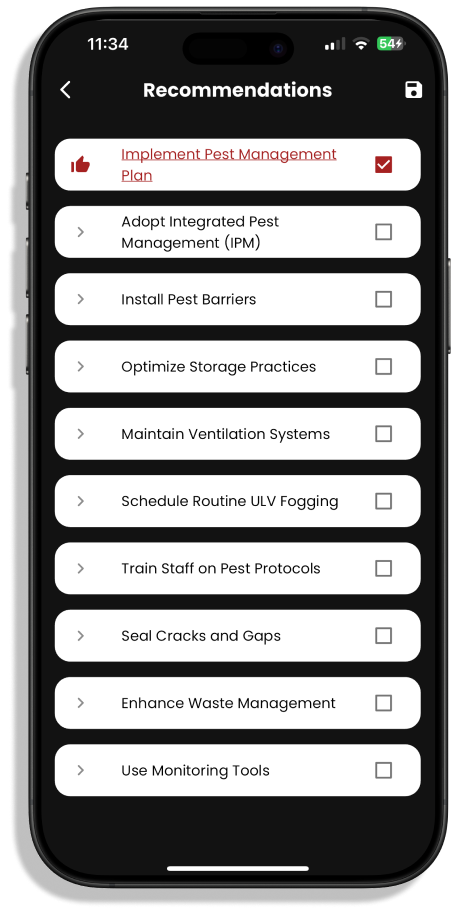 11:34
54
Recommendations
Implement Pest Management
Plan
Adopt Integrated Pest
Management (IPM)
Install Pest Barriers
Optimize Storage Practices
Maintain Ventilation Systems
Schedule Routine ULV Fogging
Train Staff on Pest Protocols
Seal Cracks and Gaps
Enhance Waste Management
Use Monitoring Tools